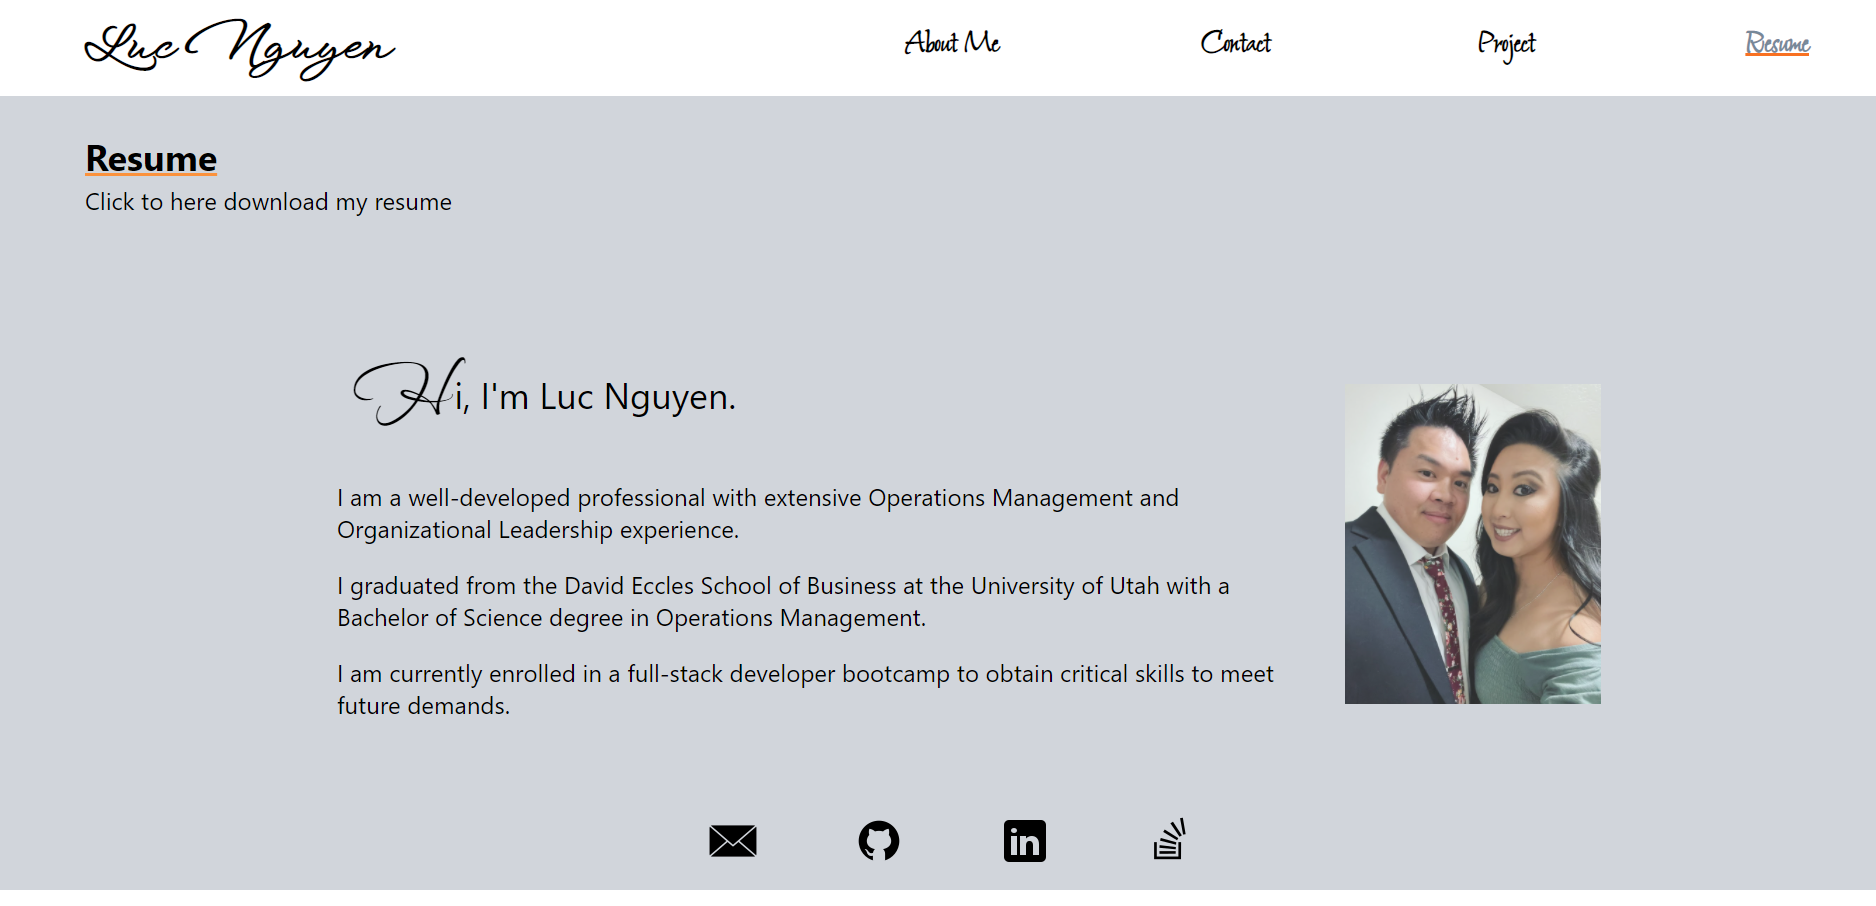 Luc Nguyen
About Me
Contact
Project
Resume
Resume
Click to here download my resume
Hi, I'm Luc Nguyen.
I am a well-developed professional with extensive Operations Management and
Organizational Leadership experience.
I graduated from the David Eccles School of Business at the University of Utah with a
Bachelor of Science degree in Operations Management.
I am currently enrolled in a full-stack developer bootcamp to obtain critical skills to meet
future demands.
in